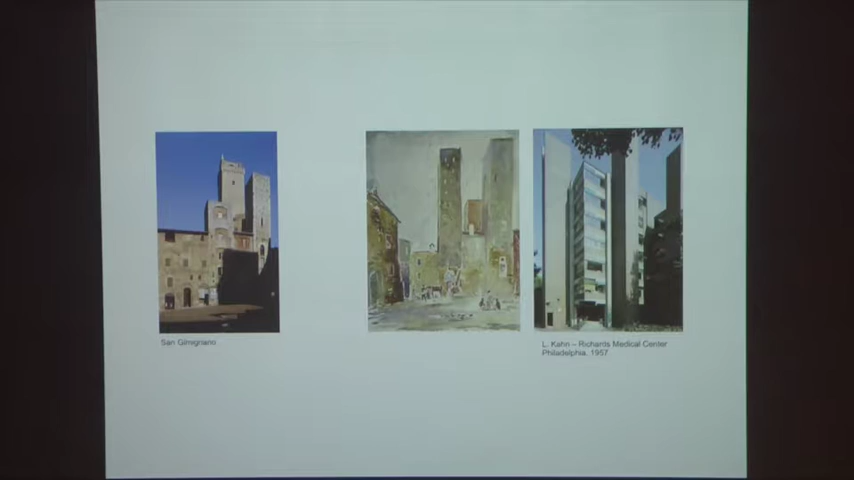 San Gimignano
L. Kahn – Richards Medical Center
Philadelphia. 1957